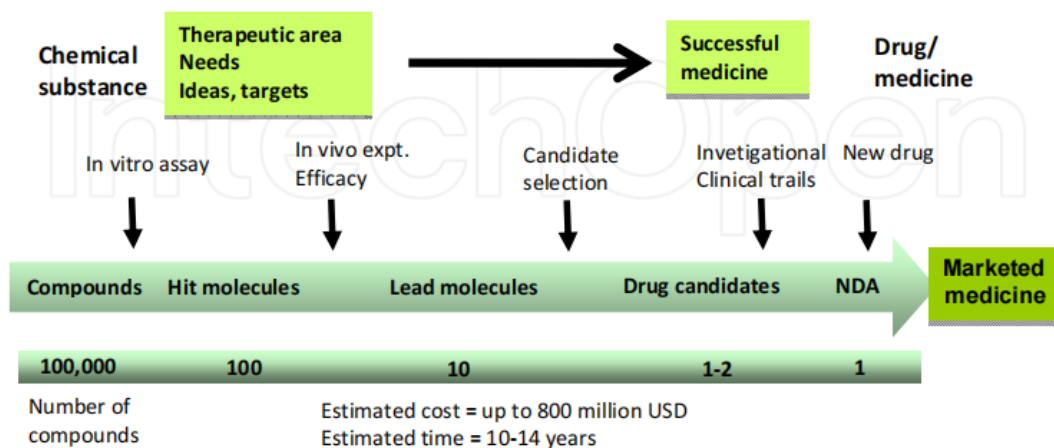 Chemical
substance
Therapeutic area
Needs
Ideas, targets
Successful
medicine
Drug/
medicine
IntechOpen
In vitro assay
In vivo expt.
Efficacy
Candidate
selection
Invetigational
Clinical trails
New drug
Compounds Hit molecules Lead molecules Drug candidates NDA
Marketed
medicine
100,000 100 10 1-2 1
Number of
compounds
Estimated cost = up to 800 million USD
Estimated time = 10-14 years